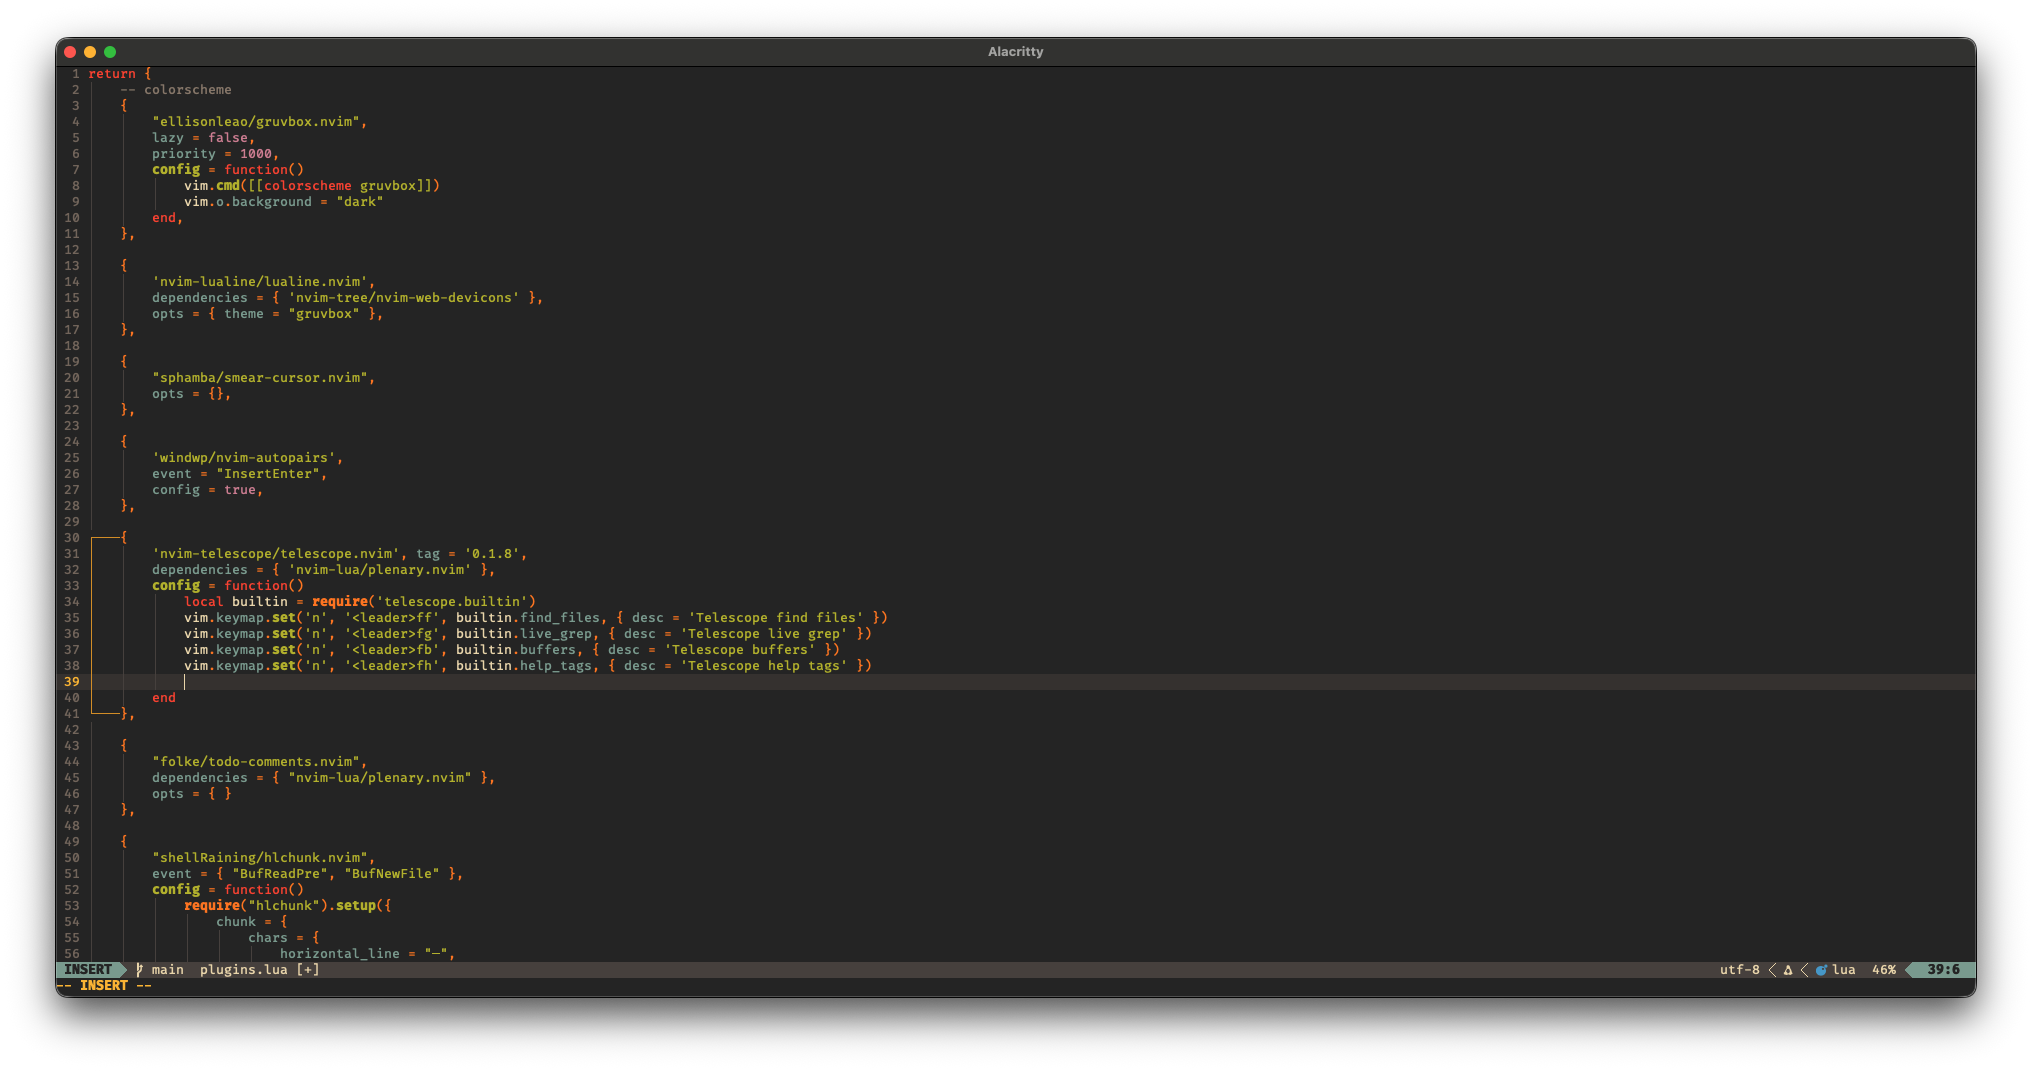 Alacritty
1 return {
2     -- colorscheme
3     {
4         "ellisonleao/gruvbox.nvim",
5         lazy = false,
6         priority = 1000,
7         config = function()
8             vim.cmd([[colorscheme gruvbox]])
9             vim.o.background = "dark"
10         end,
11     },
12
13     {
14         'nvim-lualine/lualine.nvim',
15         dependencies = { 'nvim-tree/nvim-web-devicons' },
16         opts = { theme = "gruvbox" },
17     },
18
19     {
20         "sphamba/smear-cursor.nvim",
21         opts = {},
22     },
23
24     {
25         'windwp/nvim-autopairs',
26         event = "InsertEnter",
27         config = true,
28     },
29
30     {
31         'nvim-telescope/telescope.nvim', tag = '0.1.8',
32         dependencies = { 'nvim-lua/plenary.nvim' },
33         config = function()
34             local builtin = require('telescope.builtin')
35             vim.keymap.set('n', '<leader>ff', builtin.find_files, { desc = 'Telescope find files' })
36             vim.keymap.set('n', '<leader>fg', builtin.live_grep, { desc = 'Telescope live grep' })
37             vim.keymap.set('n', '<leader>fb', builtin.buffers, { desc = 'Telescope buffers' })
38             vim.keymap.set('n', '<leader>fh', builtin.help_tags, { desc = 'Telescope help tags' })
39
40         end
41     },
42
43     {
44         "folke/todo-comments.nvim",
45         dependencies = { "nvim-lua/plenary.nvim" },
46         opts = { }
47     },
48
49     {
50         "shellRaining/hlchunk.nvim",
51         event = { "BufReadPre", "BufNewFile" },
52         config = function()
53             require("hlchunk").setup({
54                 chunk = {
55                     chars = {
56                         horizontal_line = "─",
INSERT main plugins.lua [+] utf-8 lua 46% 39:6
-- INSERT --